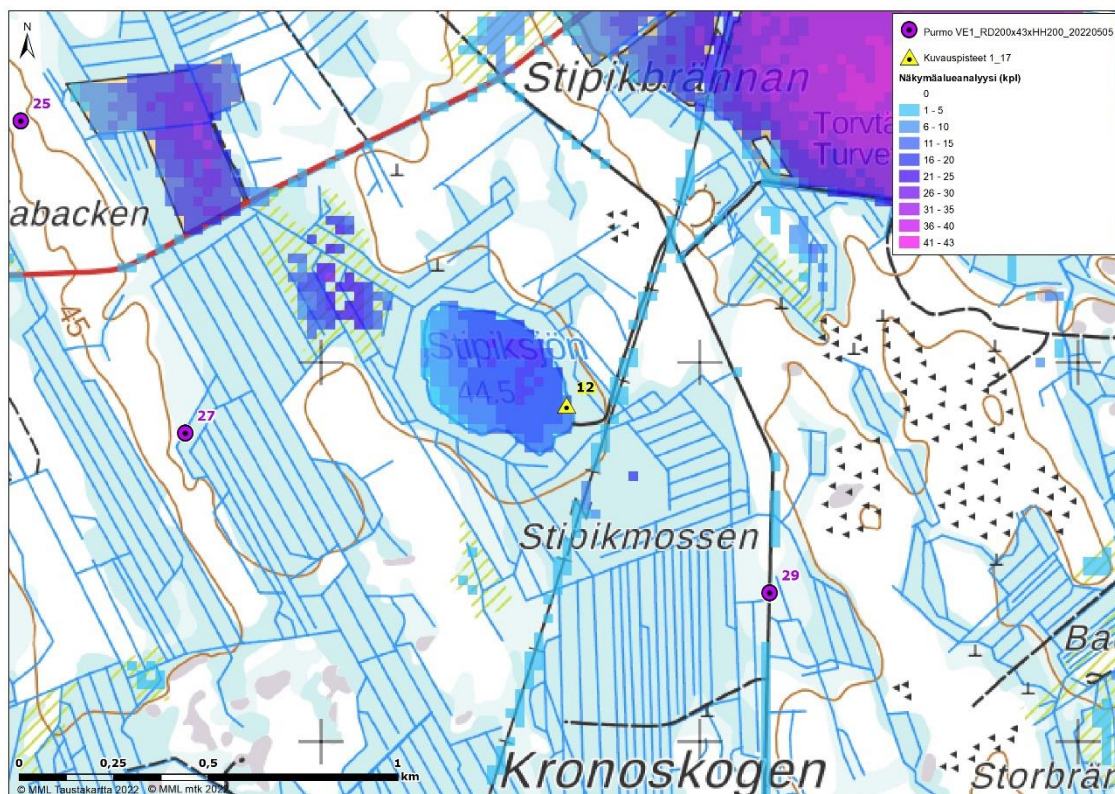 N
Purmo VE1_RD200x43xHH200_20220505
Kuvauspisteet 1_17
Näkymäalueanalyysi (kpl)
0
1 - 5
6 - 10
11 - 15
16 - 20
21 - 25
26 - 30
31 - 35
36 - 40
41 - 43
Stipikbrännan
25
Torvtä
Turve
abacken
45
Stipiksjön
44.5
12
27
Stipikmossen
29
Ba
0 0,25 0,5 1
km
Kronoskogen
Storbrän
© MML Taustakartta 2022 © MML mtk 202